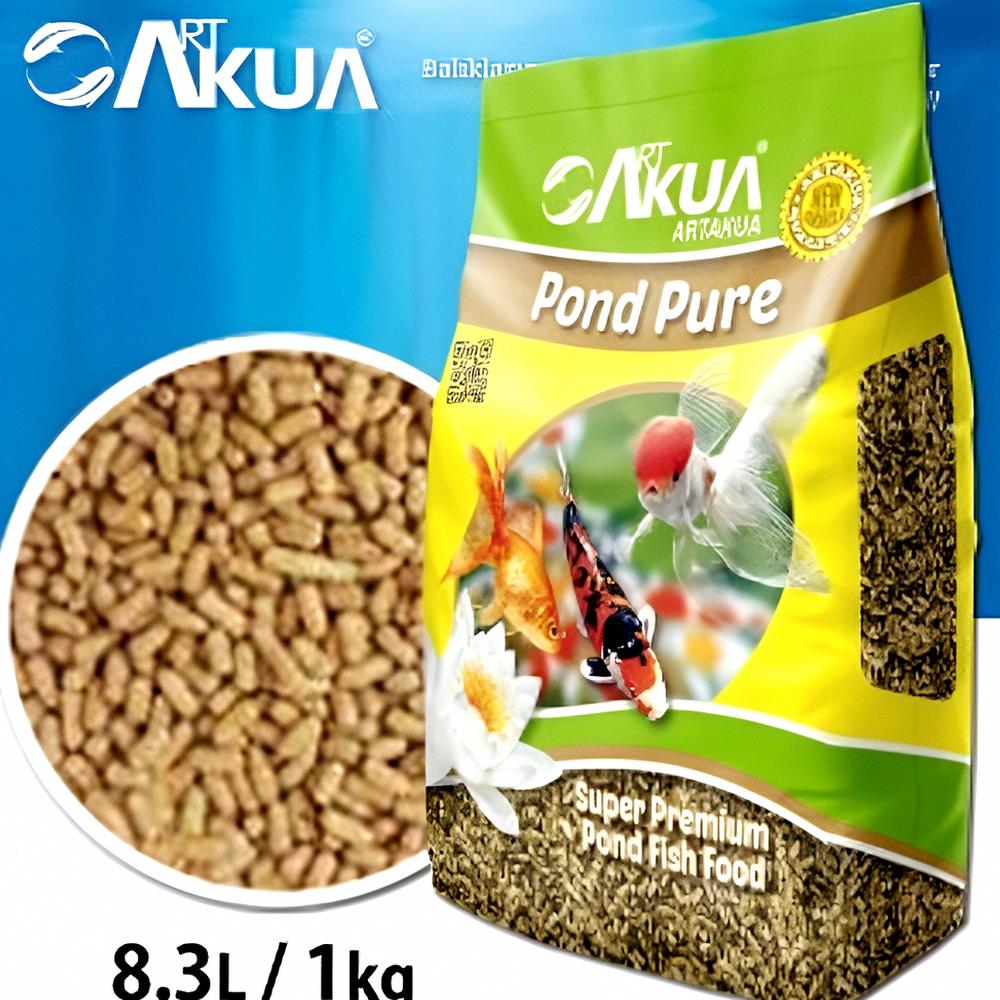 ARTAKUA
ARTAKUA
ARTAKUA
Pond Pure
Super Premium
Pond Fish Food
8.3L / 1kg